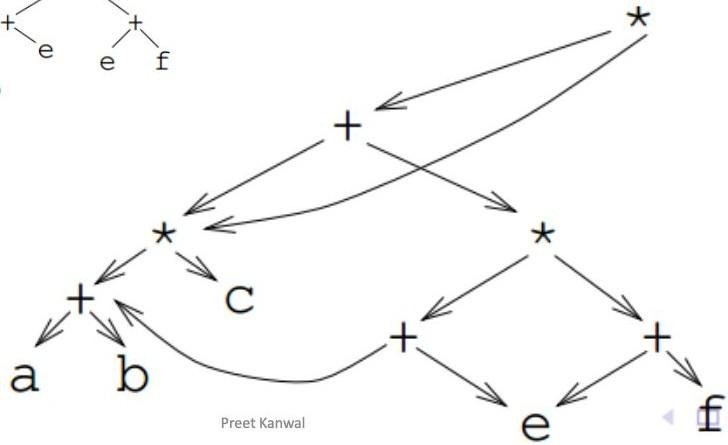 + +
e e f
*
+
* *
+ c
+ +
a b
e f
Preet Kanwal